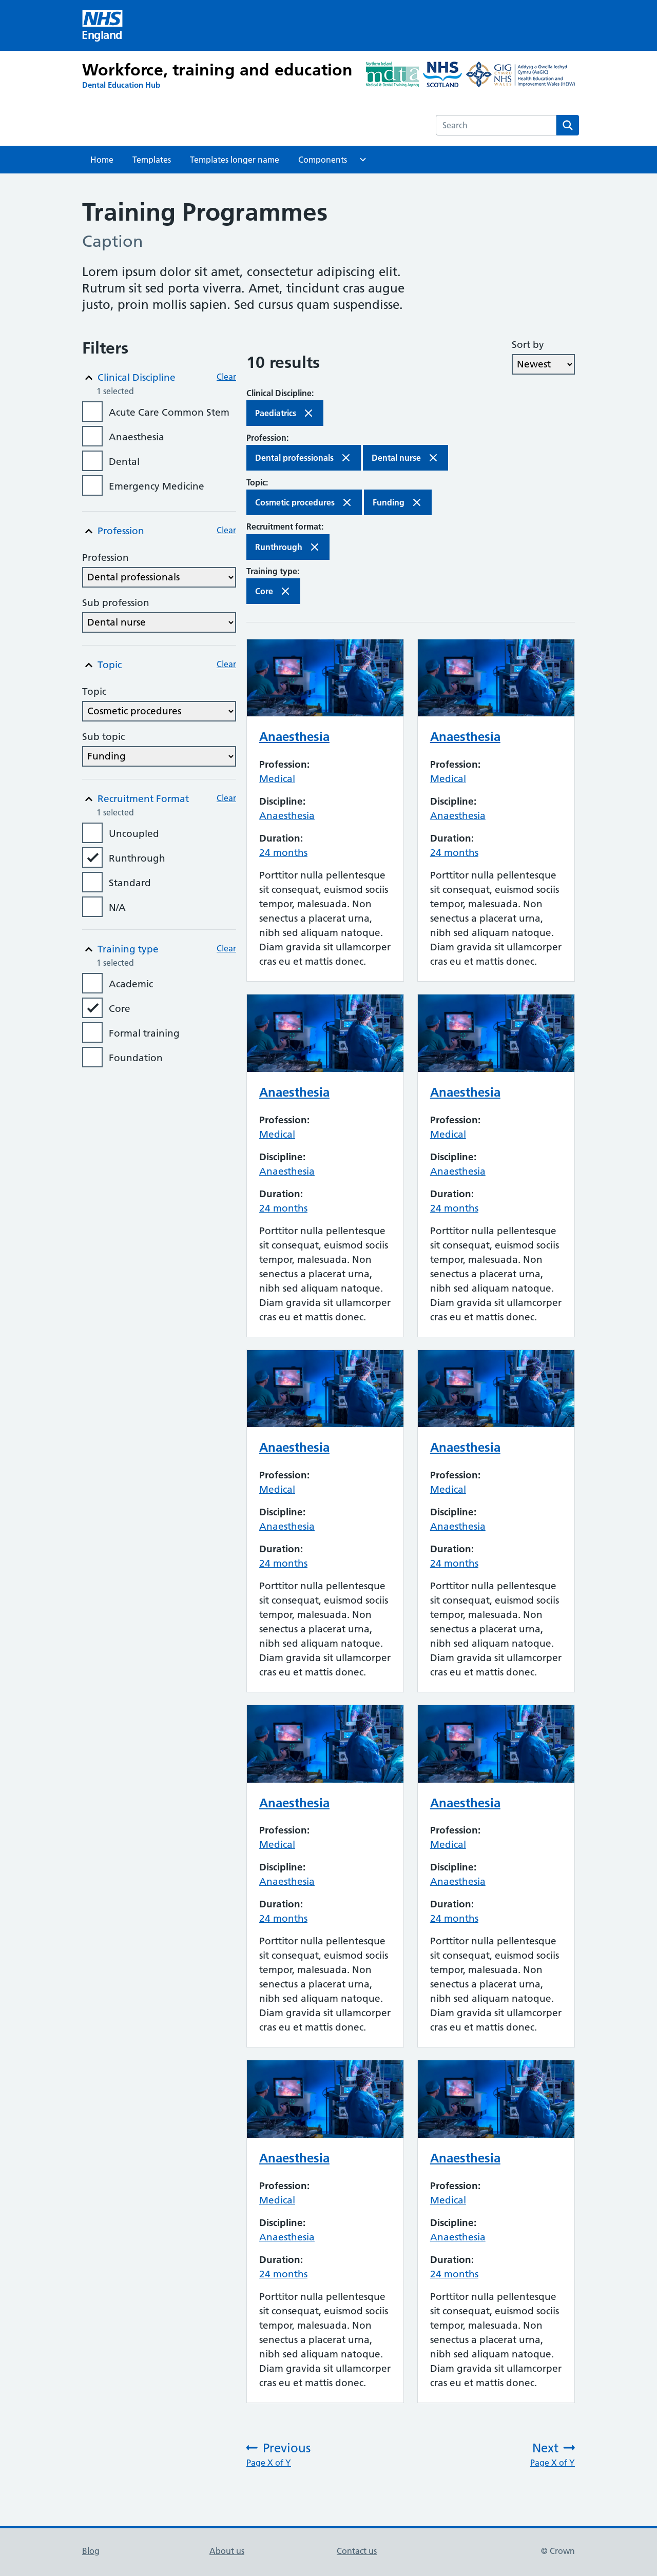 NHS
England
Workforce, training and education
Dental Education Hub
Northern Ireland
mdta
Medical & Dental Training Agency
NHS
SCOTLAND
GIG
CYMRU
NHS
WALES
Addysg a Gwella Iechyd
Cymru (AaGIC)
Health Education and
Improvement Wales (HEIW)
Search
Home
Templates
Templates longer name
Components
Training Programmes
Caption
Lorem ipsum dolor sit amet, consectetur adipiscing elit.
Rutrum sit sed porta viverra. Amet, tincidunt cras augue
justo, proin mollis sapien. Sed cursus quam suspendisse.
Filters
Clinical Discipline
Clear
1 selected
Acute Care Common Stem
Anaesthesia
Dental
Emergency Medicine
Profession
Clear
Profession
Dental professionals
Sub profession
Dental nurse
Topic
Clear
Topic
Cosmetic procedures
Sub topic
Funding
Recruitment Format
Clear
1 selected
Uncoupled
Runthrough
Standard
N/A
Training type
Clear
1 selected
Academic
Core
Formal training
Foundation
10 results
Sort by
Newest
Clinical Discipline:
Paediatrics
Profession:
Dental professionals
Dental nurse
Topic:
Cosmetic procedures
Funding
Recruitment format:
Runthrough
Training type:
Core
Anaesthesia
Profession:
Medical
Discipline:
Anaesthesia
Duration:
24 months
Porttitor nulla pellentesque
sit consequat, euismod sociis
tempor, malesuada. Non
senectus a placerat urna,
nibh sed aliquam natoque.
Diam gravida sit ullamcorper
cras eu et mattis donec.
Anaesthesia
Profession:
Medical
Discipline:
Anaesthesia
Duration:
24 months
Porttitor nulla pellentesque
sit consequat, euismod sociis
tempor, malesuada. Non
senectus a placerat urna,
nibh sed aliquam natoque.
Diam gravida sit ullamcorper
cras eu et mattis donec.
Anaesthesia
Profession:
Medical
Discipline:
Anaesthesia
Duration:
24 months
Porttitor nulla pellentesque
sit consequat, euismod sociis
tempor, malesuada. Non
senectus a placerat urna,
nibh sed aliquam natoque.
Diam gravida sit ullamcorper
cras eu et mattis donec.
Anaesthesia
Profession:
Medical
Discipline:
Anaesthesia
Duration:
24 months
Porttitor nulla pellentesque
sit consequat, euismod sociis
tempor, malesuada. Non
senectus a placerat urna,
nibh sed aliquam natoque.
Diam gravida sit ullamcorper
cras eu et mattis donec.
Anaesthesia
Profession:
Medical
Discipline:
Anaesthesia
Duration:
24 months
Porttitor nulla pellentesque
sit consequat, euismod sociis
tempor, malesuada. Non
senectus a placerat urna,
nibh sed aliquam natoque.
Diam gravida sit ullamcorper
cras eu et mattis donec.
Anaesthesia
Profession:
Medical
Discipline:
Anaesthesia
Duration:
24 months
Porttitor nulla pellentesque
sit consequat, euismod sociis
tempor, malesuada. Non
senectus a placerat urna,
nibh sed aliquam natoque.
Diam gravida sit ullamcorper
cras eu et mattis donec.
Anaesthesia
Profession:
Medical
Discipline:
Anaesthesia
Duration:
24 months
Porttitor nulla pellentesque
sit consequat, euismod sociis
tempor, malesuada. Non
senectus a placerat urna,
nibh sed aliquam natoque.
Diam gravida sit ullamcorper
cras eu et mattis donec.
Anaesthesia
Profession:
Medical
Discipline:
Anaesthesia
Duration:
24 months
Porttitor nulla pellentesque
sit consequat, euismod sociis
tempor, malesuada. Non
senectus a placerat urna,
nibh sed aliquam natoque.
Diam gravida sit ullamcorper
cras eu et mattis donec.
Anaesthesia
Profession:
Medical
Discipline:
Anaesthesia
Duration:
24 months
Porttitor nulla pellentesque
sit consequat, euismod sociis
tempor, malesuada. Non
senectus a placerat urna,
nibh sed aliquam natoque.
Diam gravida sit ullamcorper
cras eu et mattis donec.
Anaesthesia
Profession:
Medical
Discipline:
Anaesthesia
Duration:
24 months
Porttitor nulla pellentesque
sit consequat, euismod sociis
tempor, malesuada. Non
senectus a placerat urna,
nibh sed aliquam natoque.
Diam gravida sit ullamcorper
cras eu et mattis donec.
Previous
Page X of Y
Next
Page X of Y
Blog
About us
Contact us
© Crown